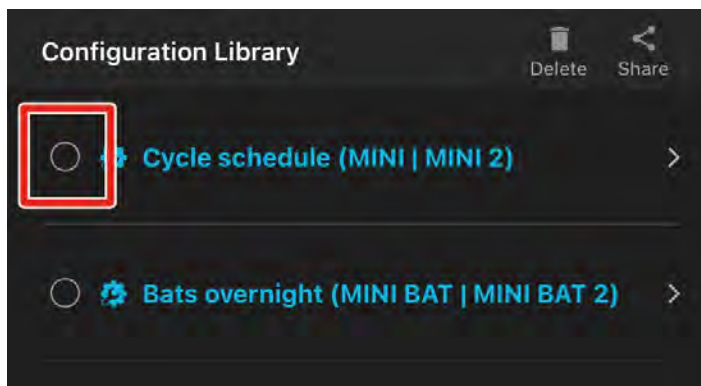 Configuration Library
Delete
Share
Cycle schedule (MINI | MINI 2)
Bats overnight (MINI BAT | MINI BAT 2)